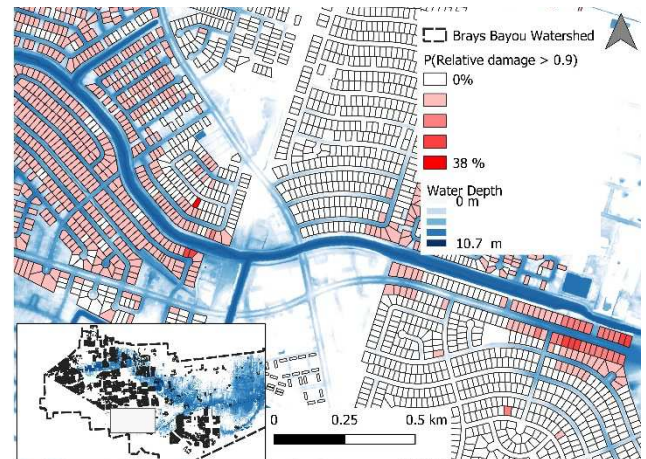 Brays Bayou Watershed
P(Relative damage > 0.9)
0%
38 %
Water Depth
0 m
10.7 m
0 0.25 0.5 km